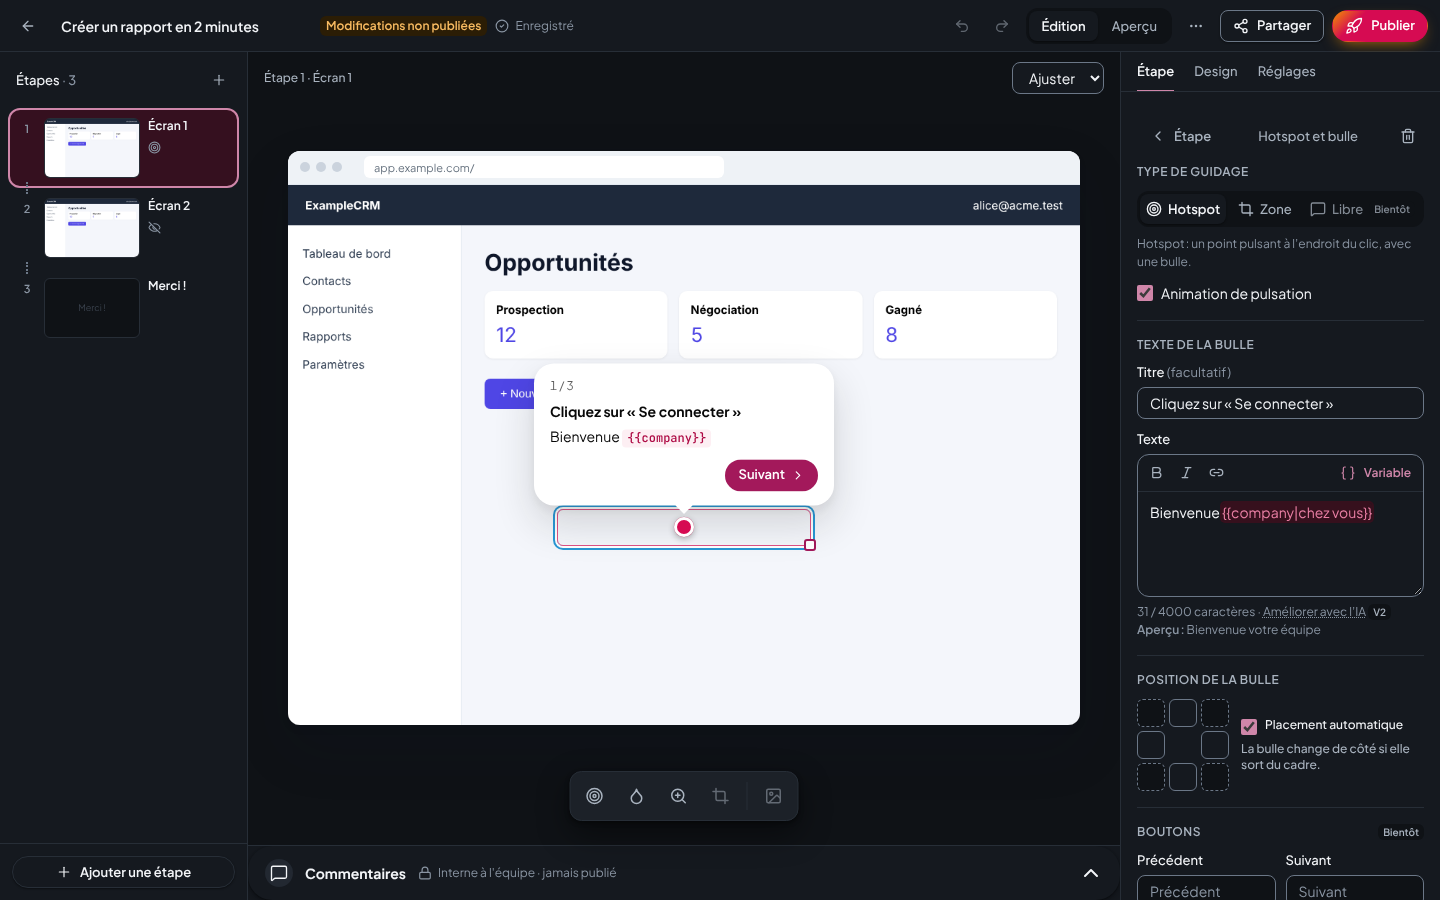 Créer un rapport en 2 minutes
Modifications non publiées
Enregistré
Édition
Aperçu
Partager
Publier
Étapes · 3
1
Écran 1
2
Écran 2
3
Merci !
Merci !
Ajouter une étape
Étape 1 · Écran 1
Ajuster
app.example.com/
ExampleCRM
alice@acme.test
Tableau de bord
Contacts
Opportunités
Rapports
Paramètres
Opportunités
Prospection
12
Négociation
5
Gagné
8
+ Nouv
1 / 3
Cliquez sur « Se connecter »
Bienvenue {{company}}
Suivant
Commentaires
Interne à l'équipe · jamais publié
Étape
Design
Réglages
Étape
Hotspot et bulle
TYPE DE GUIDAGE
Hotspot
Zone
Libre
Bientôt
Hotspot : un point pulsant à l'endroit du clic, avec
une bulle.
Animation de pulsation
TEXTE DE LA BULLE
Titre (facultatif)
Cliquez sur « Se connecter »
Texte
{ } Variable
Bienvenue {{company|chez vous}}
31 / 4000 caractères · Améliorer avec l'IA V2
Aperçu : Bienvenue votre équipe
POSITION DE LA BULLE
Placement automatique
La bulle change de côté si elle
sort du cadre.
BOUTONS
Bientôt
Précédent
Suivant
Précédent
Suivant